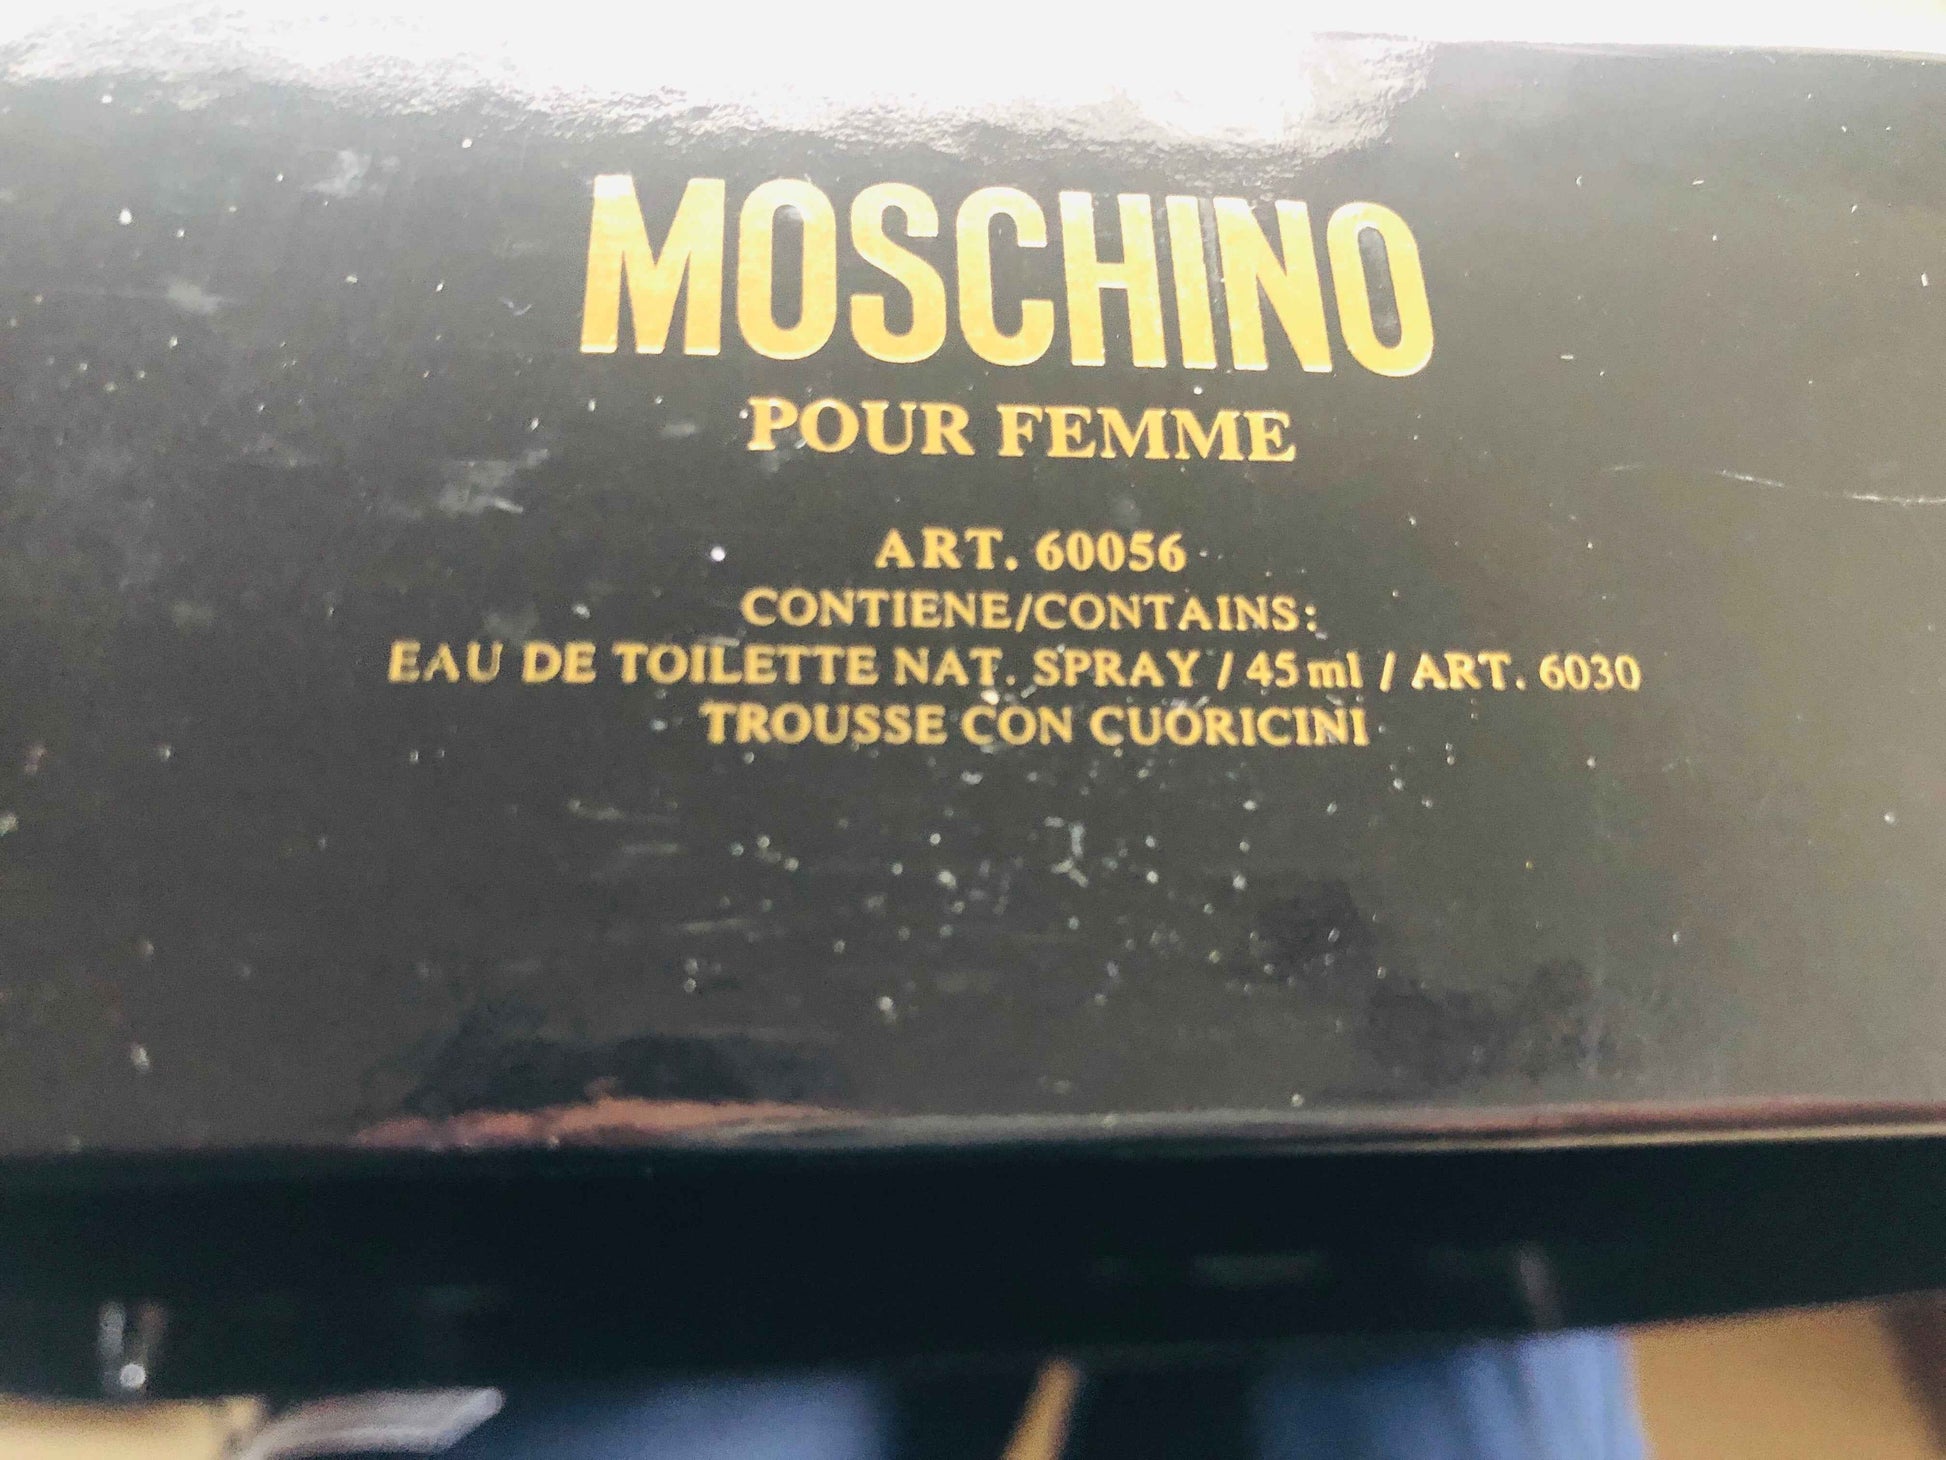 MOSCHINO
POUR FEMME
ART. 60056
CONTIENE/CONTAINS:
EAU DE TOILETTE NAT. SPRAY / 45 ml / ART. 6030
TROUSSE CON CUORICINI